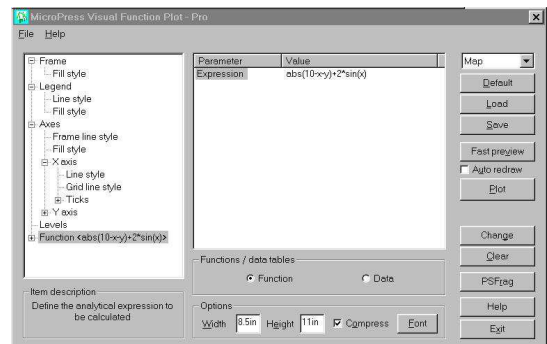 MicroPress Visual Function Plot - Pro
File Help
Frame
Fill style
Legend
Line style
Fill style
Axes
Frame line style
Fill style
X axis
Line style
Grid line style
Ticks
Y axis
Levels
Function <abs(10-x-y)+2*sin(x)>
Item description
Define the analytical expression to
be calculated
Parameter Value
Expression abs(10-x-y)+2*sin(x)
Functions / data tables
Function Data
Options
Width 8.5in Height 11in Compress Font
Map
Default
Load
Save
Fast preview
Auto redraw
Plot
Change
Clear
PSFrag
Help
Exit